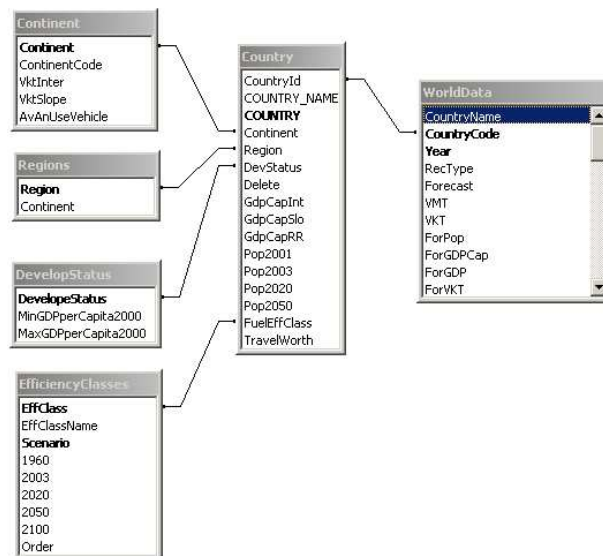 Continent
Continent
ContinentCode
VktInter
VktSlope
AvAnUseVehicle
Regions
Region
Continent
DevelopStatus
DevelopeStatus
MinGDPperCapita2000
MaxGDPperCapita2000
EfficiencyClasses
EffClass
EffClassName
Scenario
1960
2003
2020
2050
2100
Order
Country
CountryId
COUNTRY_NAME
COUNTRY
Continent
Region
DevStatus
Delete
GdpCapInt
GdpCapSlo
GdpCapRR
Pop2001
Pop2003
Pop2020
Pop2050
FuelEffClass
TravelWorth
WorldData
CountryName
CountryCode
Year
RecType
Forecast
VMT
VKT
ForPop
ForGDPCap
ForGDP
ForVKT